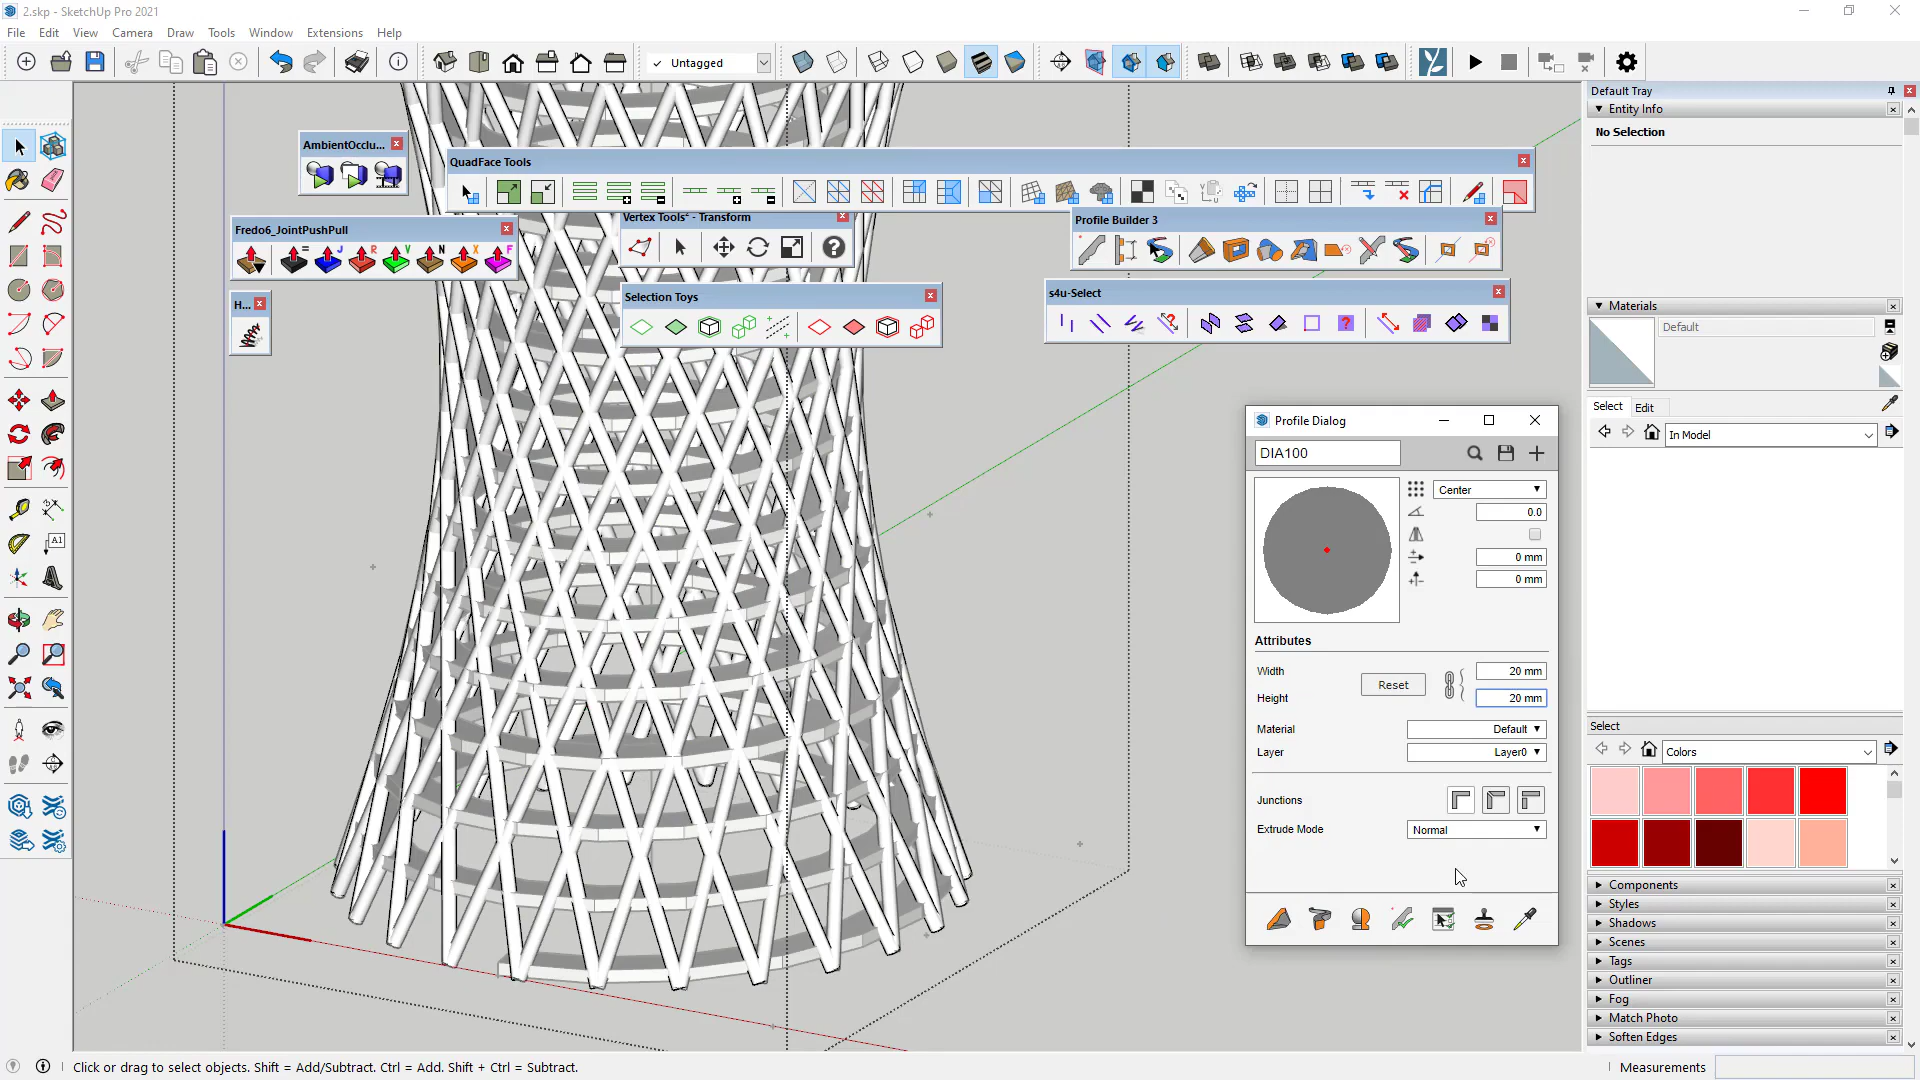 2.skp - SketchUp Pro 2021
File Edit View Camera Draw Tools Window Extensions Help
✓ Untagged
Default Tray
Entity Info
No Selection
AmbientOcclu...
QuadFace Tools
Fredo6_JointPushPull
Vertex Tools² - Transform
Profile Builder 3
= J R V N X F
H...
Selection Toys
s4u-Select
Materials
Default
Select Edit
In Model
A1
Profile Dialog
DIA100
Center
0.0
0 mm
0 mm
Attributes
Width 20 mm
Reset
Height 20 mm
Material Default
Layer Layer0
Junctions
Extrude Mode Normal
Select
Colors
Components
Styles
Shadows
Scenes
Tags
Outliner
Fog
Match Photo
Soften Edges
Click or drag to select objects. Shift = Add/Subtract. Ctrl = Add. Shift + Ctrl = Subtract.
Measurements